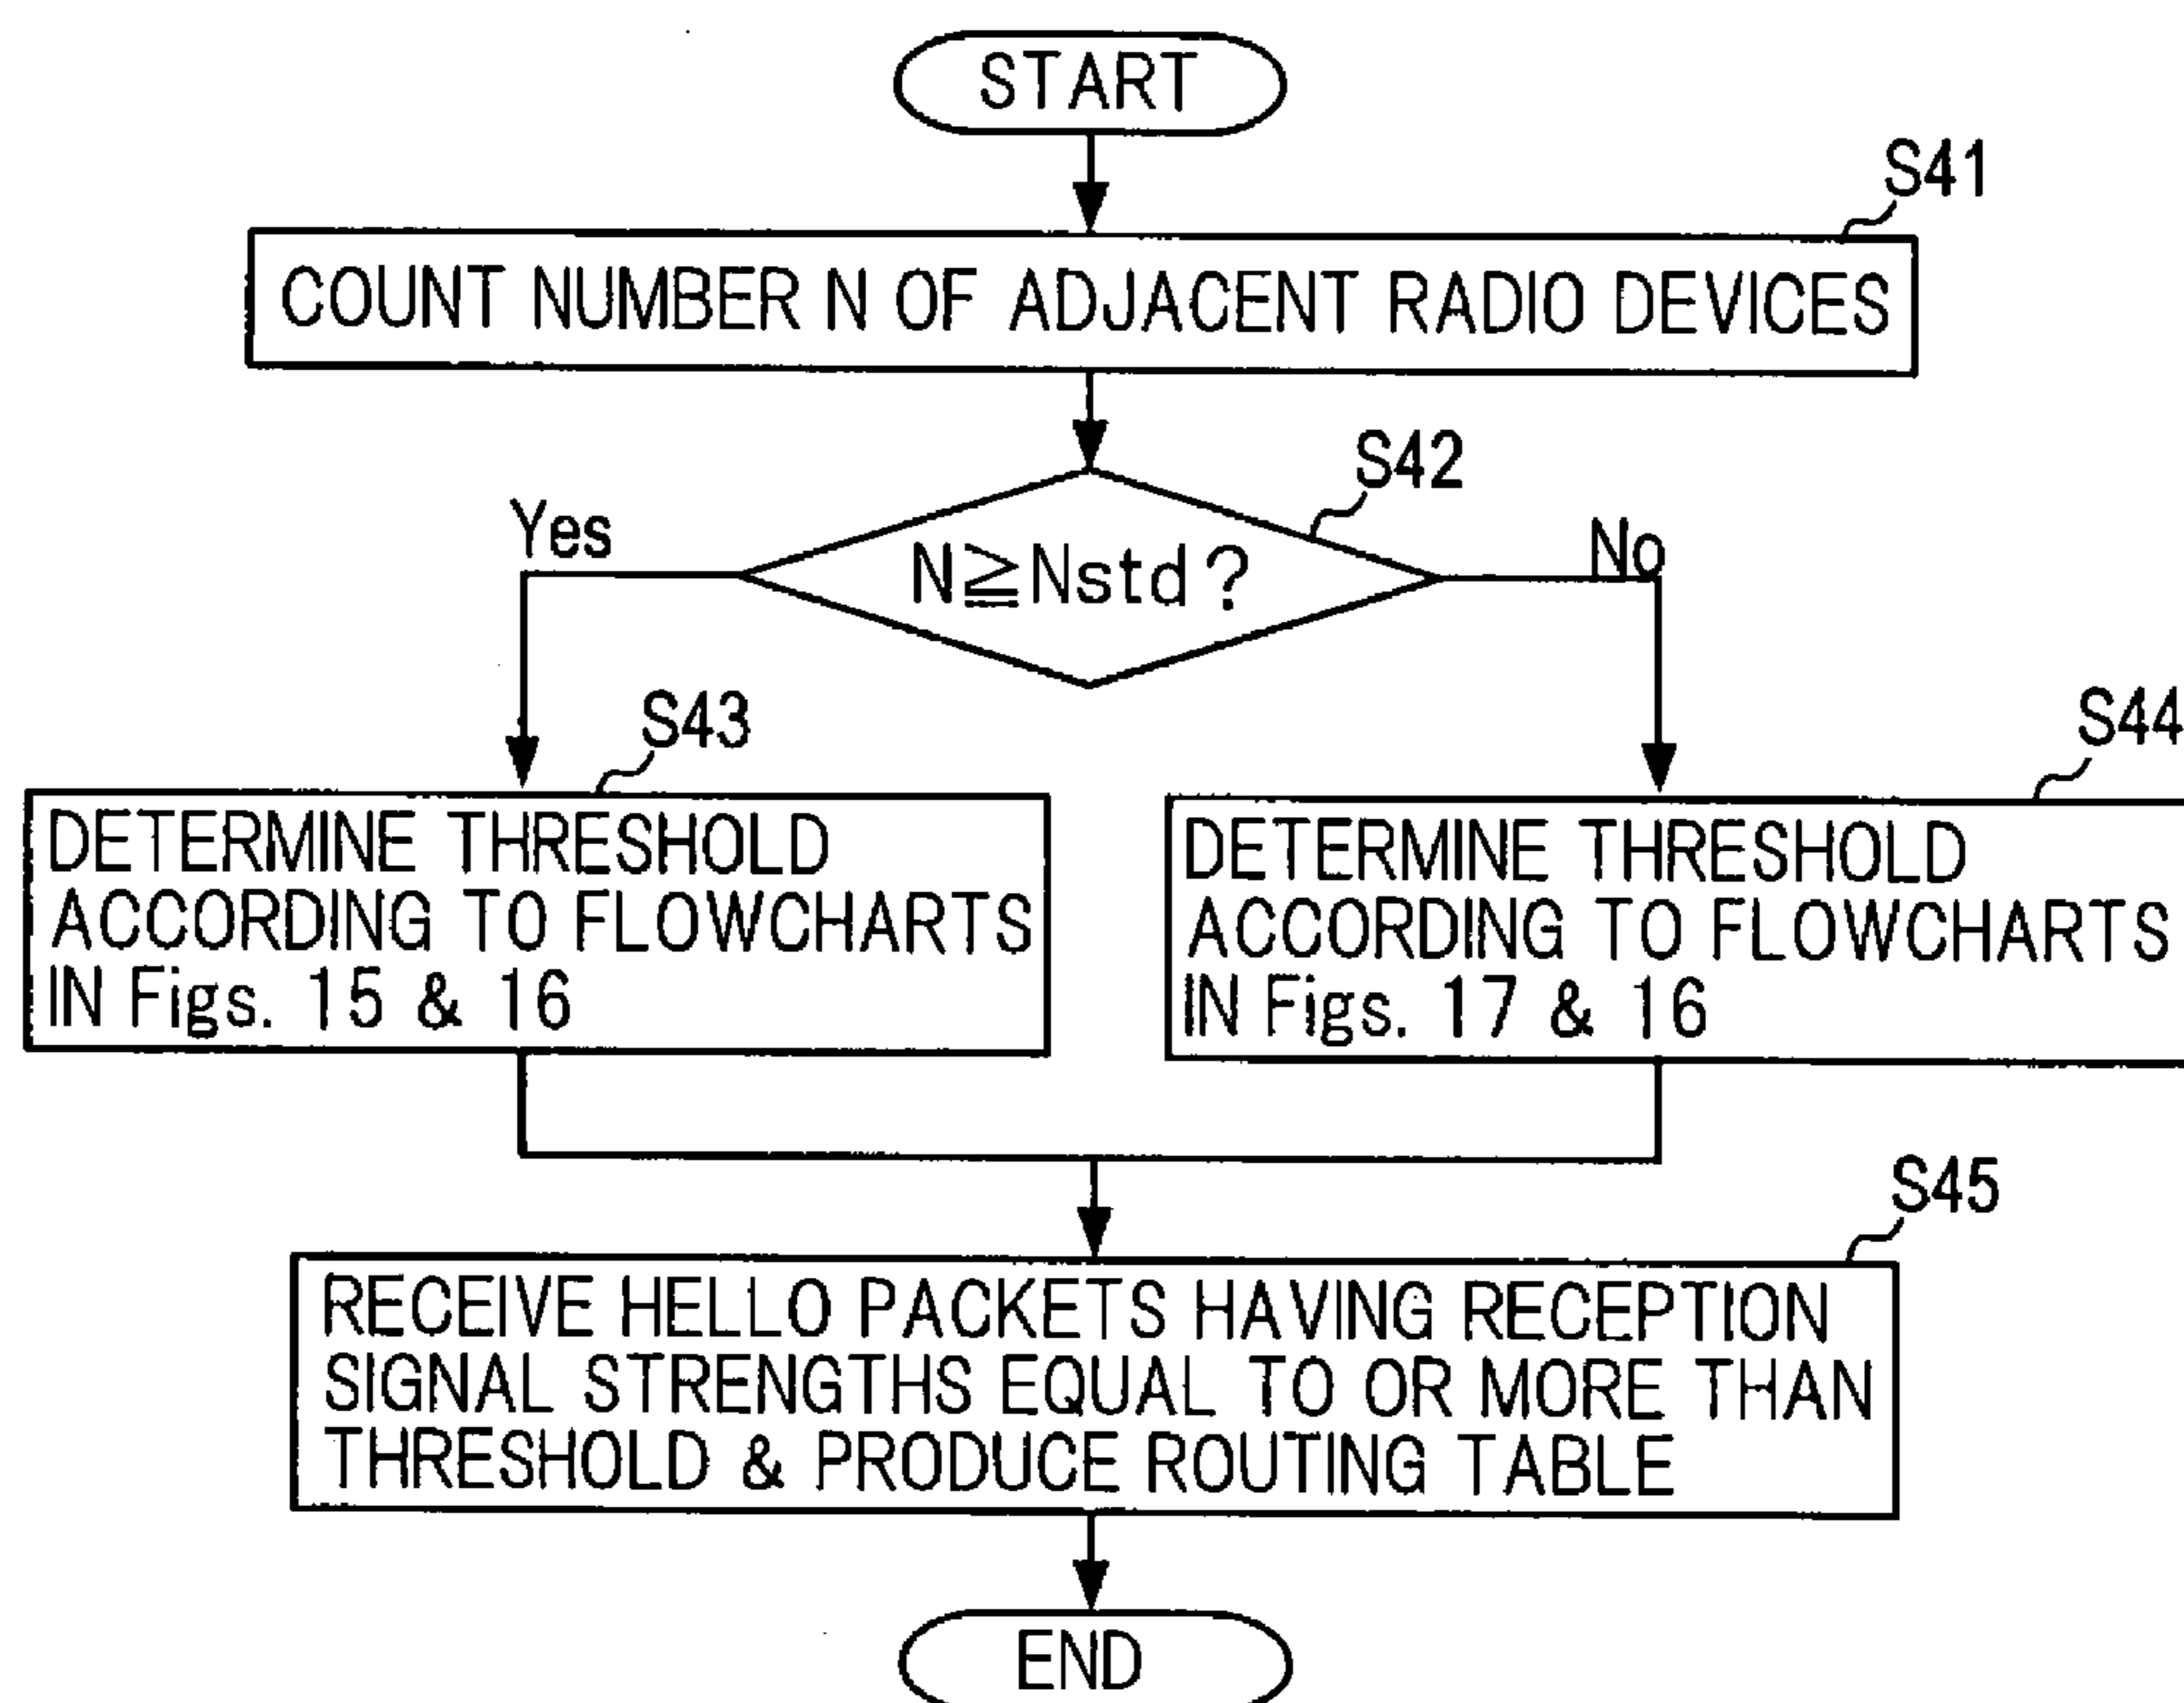 START
S41
COUNT NUMBER N OF ADJACENT RADIO DEVICES
S42
Yes
N≧Nstd?
No
S43
DETERMINE THRESHOLD
ACCORDING TO FLOWCHARTS
IN Figs. 15 & 16
S44
DETERMINE THRESHOLD
ACCORDING TO FLOWCHARTS
IN Figs. 17 & 16
S45
RECEIVE HELLO PACKETS HAVING RECEPTION
SIGNAL STRENGTHS EQUAL TO OR MORE THAN
THRESHOLD & PRODUCE ROUTING TABLE
END